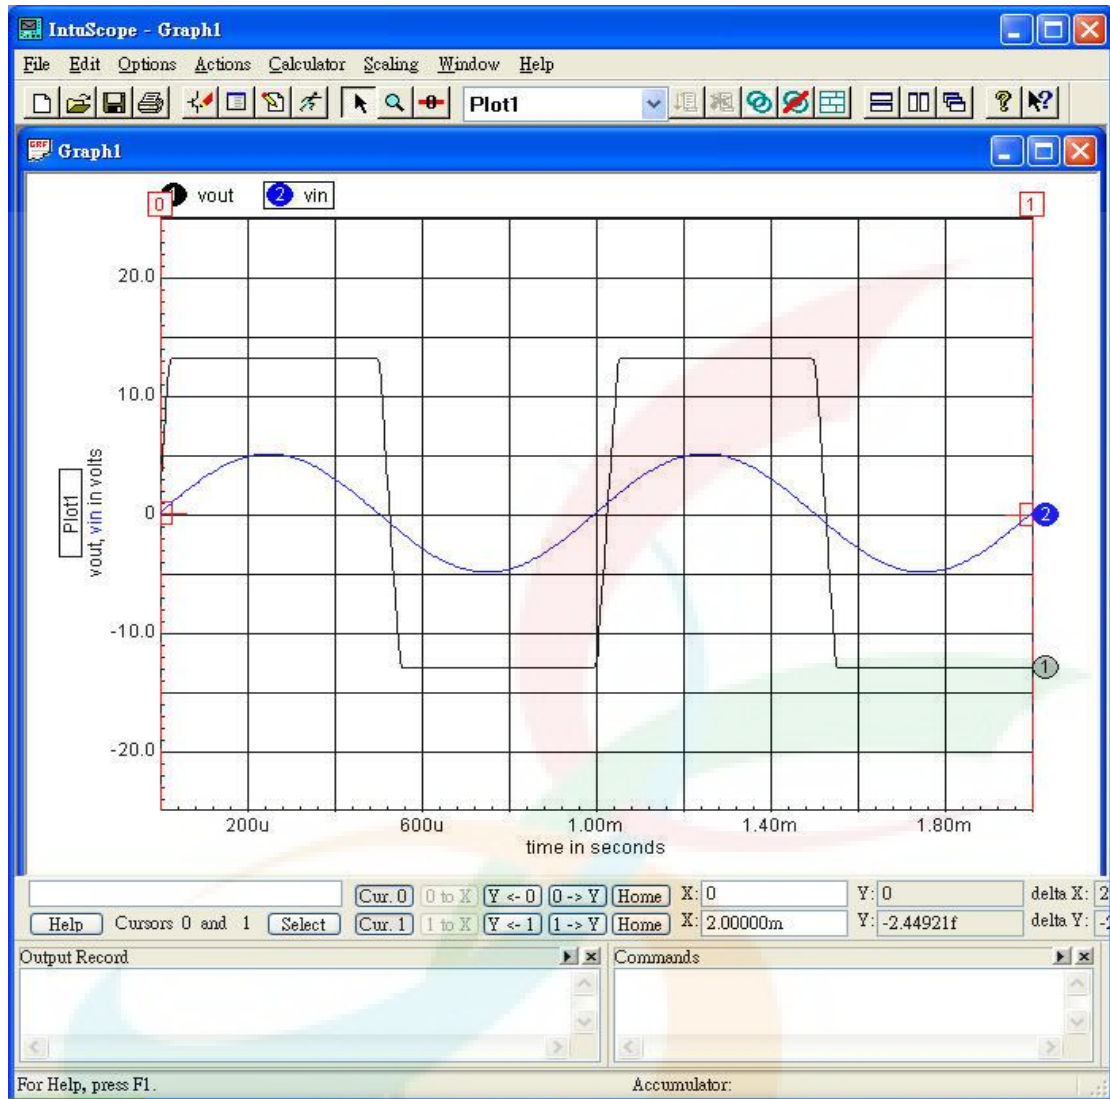 IntuScope - Graph1
File Edit Options Actions Calculator Scaling Window Help
Plot1
GRF Graph1
1 vout 2 vin
0 1
20.0
10.0
0
-10.0
-20.0
Plot1
vout, vin in volts
2
1
200u 600u 1.00m 1.40m 1.80m
time in seconds
Cur. 0 0 to X Y <- 0 0 -> Y Home X: 0 Y: 0 delta X: 2
Help Cursors 0 and 1 Select Cur. 1 1 to X Y <- 1 1 -> Y Home X: 2.00000m Y: -2.44921f delta Y: -2
Output Record Commands
For Help, press F1. Accumulator: